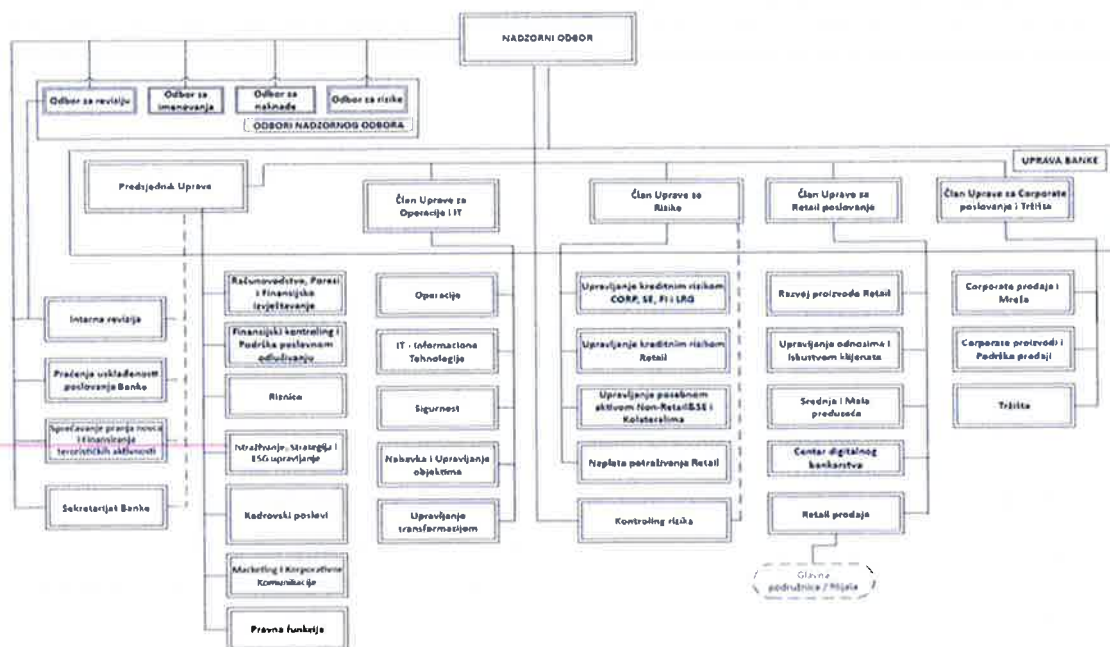 NADZORNI ODBOR
Odbor za reviziju
Odbor za
imenovanja
Odbor za
naknade
Odbor za rizike
ODBORI NADZORNOG ODBORA
UPRAVA BANKE
Predsjednik Uprave
Član Uprave za
Operacije i IT
Član Uprave za
Rizike
Član Uprave za
Retail poslovanje
Član Uprave za Corporate
poslovanje i Tržišta
Interna revizija
Praćenje usklađenosti
poslovanja Banke
Sprečavanje pranja novca
i Finansiranja
terorističkih aktivnosti
Sekretarijat Banke
Računovodstvo, Porezi
i Finansijsko
izvještavanje
Finansijski kontroling i
Podrška poslovnom
odlučivanju
Riznica
Istraživanje, Strategija i
ESG upravljanje
Kadrovski poslovi
Marketing i Korporativne
Komunikacije
Pravna funkcija
Operacije
IT - Informacione
Tehnologije
Sigurnost
Nabavka i Upravljanje
objektima
Upravljanje
transformacijom
Upravljanje kreditnim rizikom
CORP, SE, FI i LRG
Upravljanje kreditnim rizikom
Retail
Upravljanje posebnom
aktivom Non-Retail&SE i
Kolateralima
Naplata potraživanja Retail
Kontroling rizika
Razvoj proizvoda Retail
Upravljanje odnosima i
Iskustvom klijenata
Srednja i Mala
preduzeća
Centar digitalnog
bankarstva
Retail prodaja
Glavna
podružnica / Filijala
Corporate prodaja i
Mreža
Corporate proizvodi i
Podrška prodaji
Tržišta